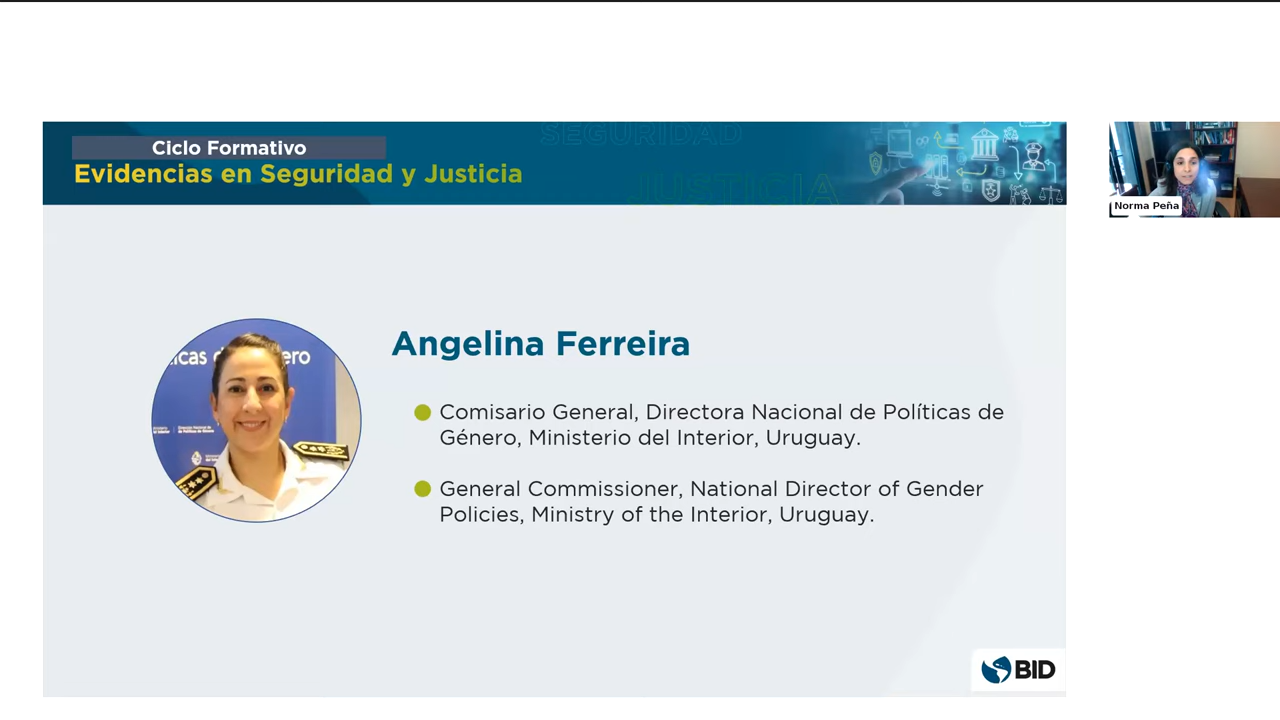 SEGURIDAD
Ciclo Formativo
Evidencias en Seguridad y Justicia
JUSTICIA
Norma Peña
Angelina Ferreira
Comisario General, Directora Nacional de Políticas de
Género, Ministerio del Interior, Uruguay.
General Commissioner, National Director of Gender
Policies, Ministry of the Interior, Uruguay.
BID